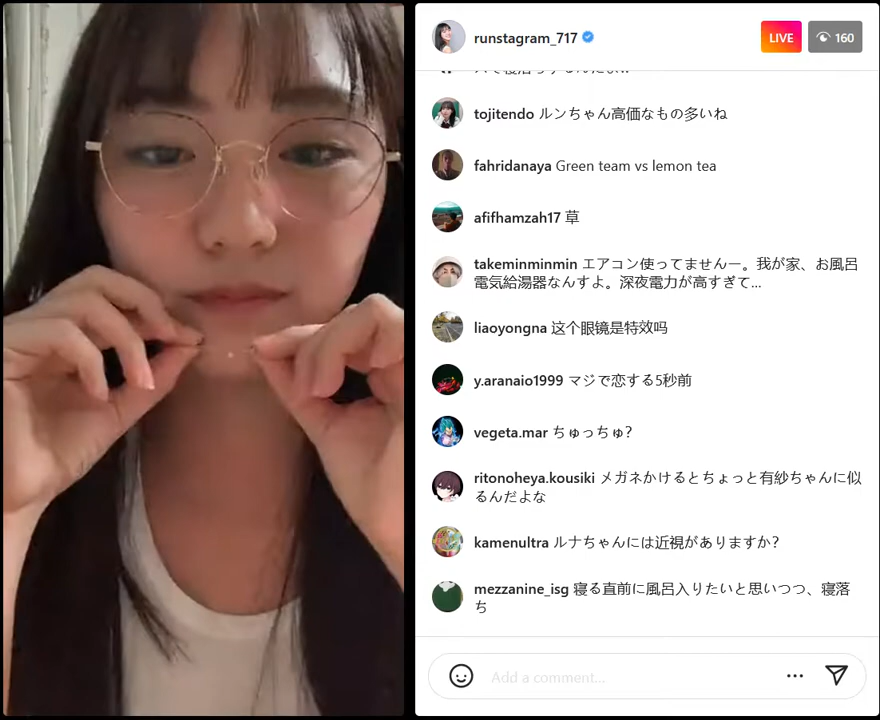 runstagram_717
LIVE
160
tojitendo ルンちゃん高価なもの多いね
fahridanaya Green team vs lemon tea
afifhamzah17 草
takeminminmin エアコン使ってませんー。我が家、お風呂
電気給湯器なんすよ。深夜電力が高すぎて...
liaoyongna 这个眼镜是特效吗
y.aranaio1999 マジで恋する5秒前
vegeta.mar ちゅっちゅ?
ritonoheya.kousiki メガネかけるとちょっと有紗ちゃんに似
るんだよな
kamenultra ルナちゃんには近視がありますか?
mezzanine_isg 寝る直前に風呂入りたいと思いつつ、寝落
ち
Add a comment...